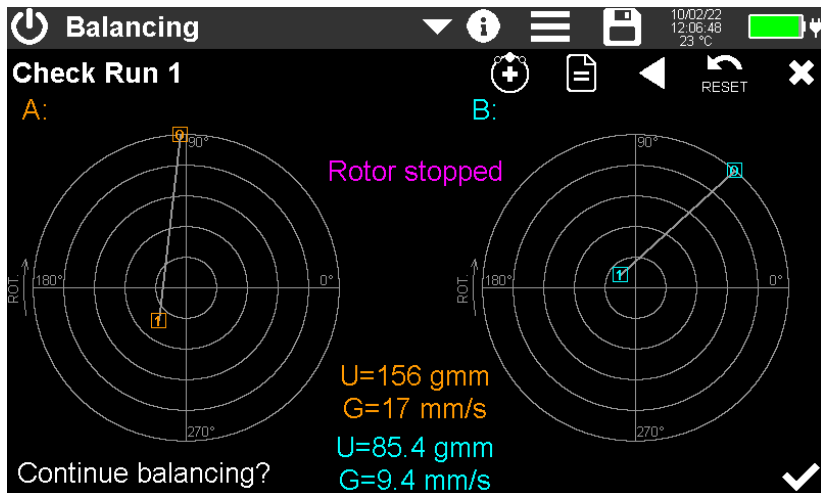 Balancing
i
10/02/22
12:06:48
23 °C
Check Run 1
RESET
A:
B:
0
90°
90°
0
Rotor stopped
ROT.
180°
0°
ROT.
180°
1
0°
1
270°
270°
U=156 gmm
G=17 mm/s
U=85.4 gmm
G=9.4 mm/s
Continue balancing?